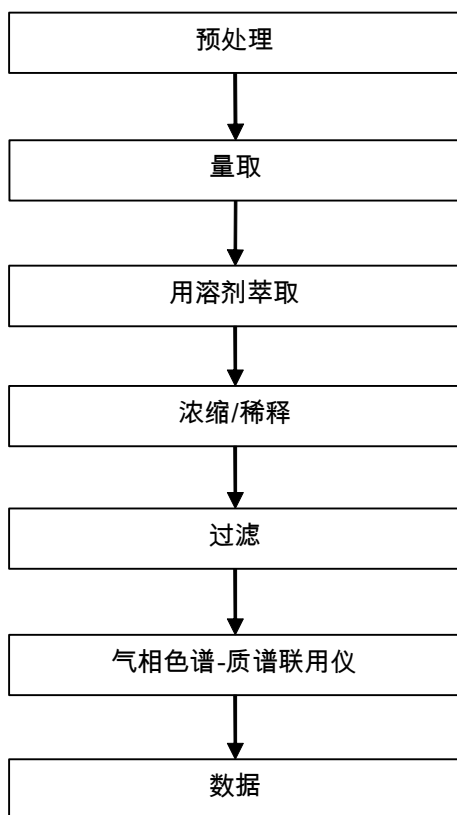 预处理
量取
用溶剂萃取
浓缩/稀释
过滤
气相色谱-质谱联用仪
数据